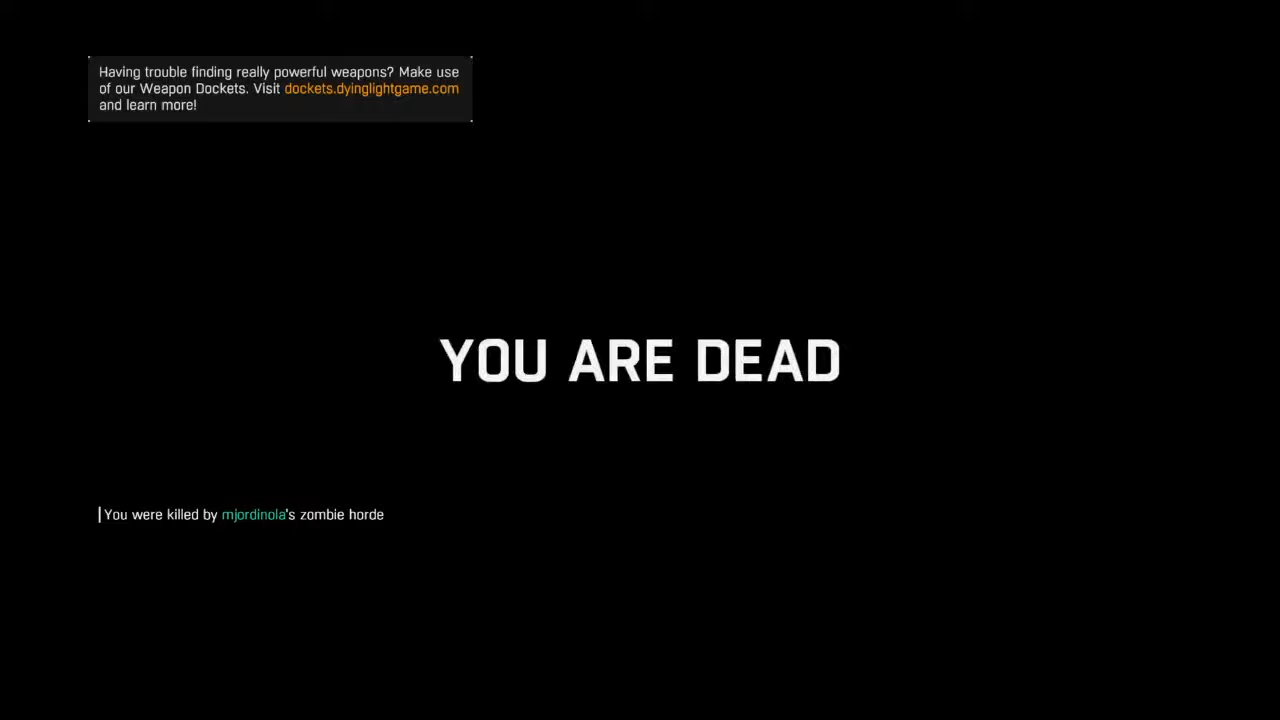 Having trouble finding really powerful weapons? Make use
of our Weapon Dockets. Visit dockets.dyinglightgame.com
and learn more!
YOU ARE DEAD
You were killed by mjordinola's zombie horde